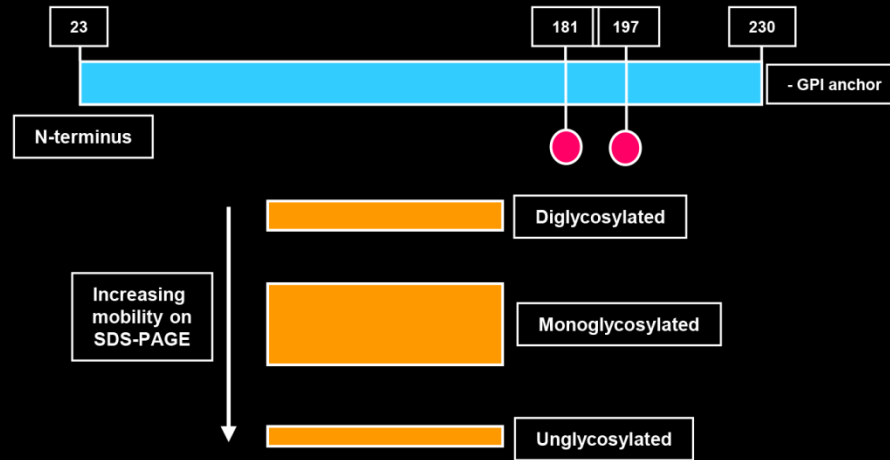 23
181
197
230
- GPI anchor
N-terminus
Diglycosylated
Increasing
mobility on
SDS-PAGE
Monoglycosylated
Unglycosylated